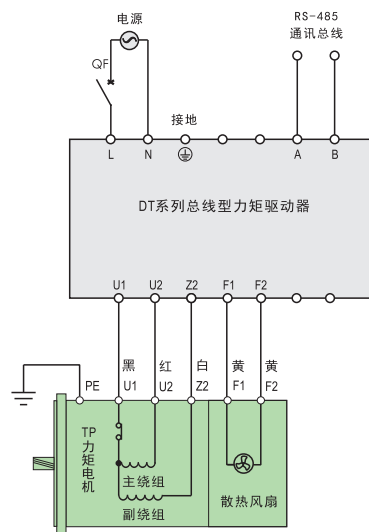 电源
RS-485
通讯总线
QF
接地
L N A B
DT系列总线型力矩驱动器
U1 U2 Z2 F1 F2
黑 红 白 黄 黄
PE U1 U2 Z2 F1 F2
TP力矩电机
主绕组
副绕组
散热风扇